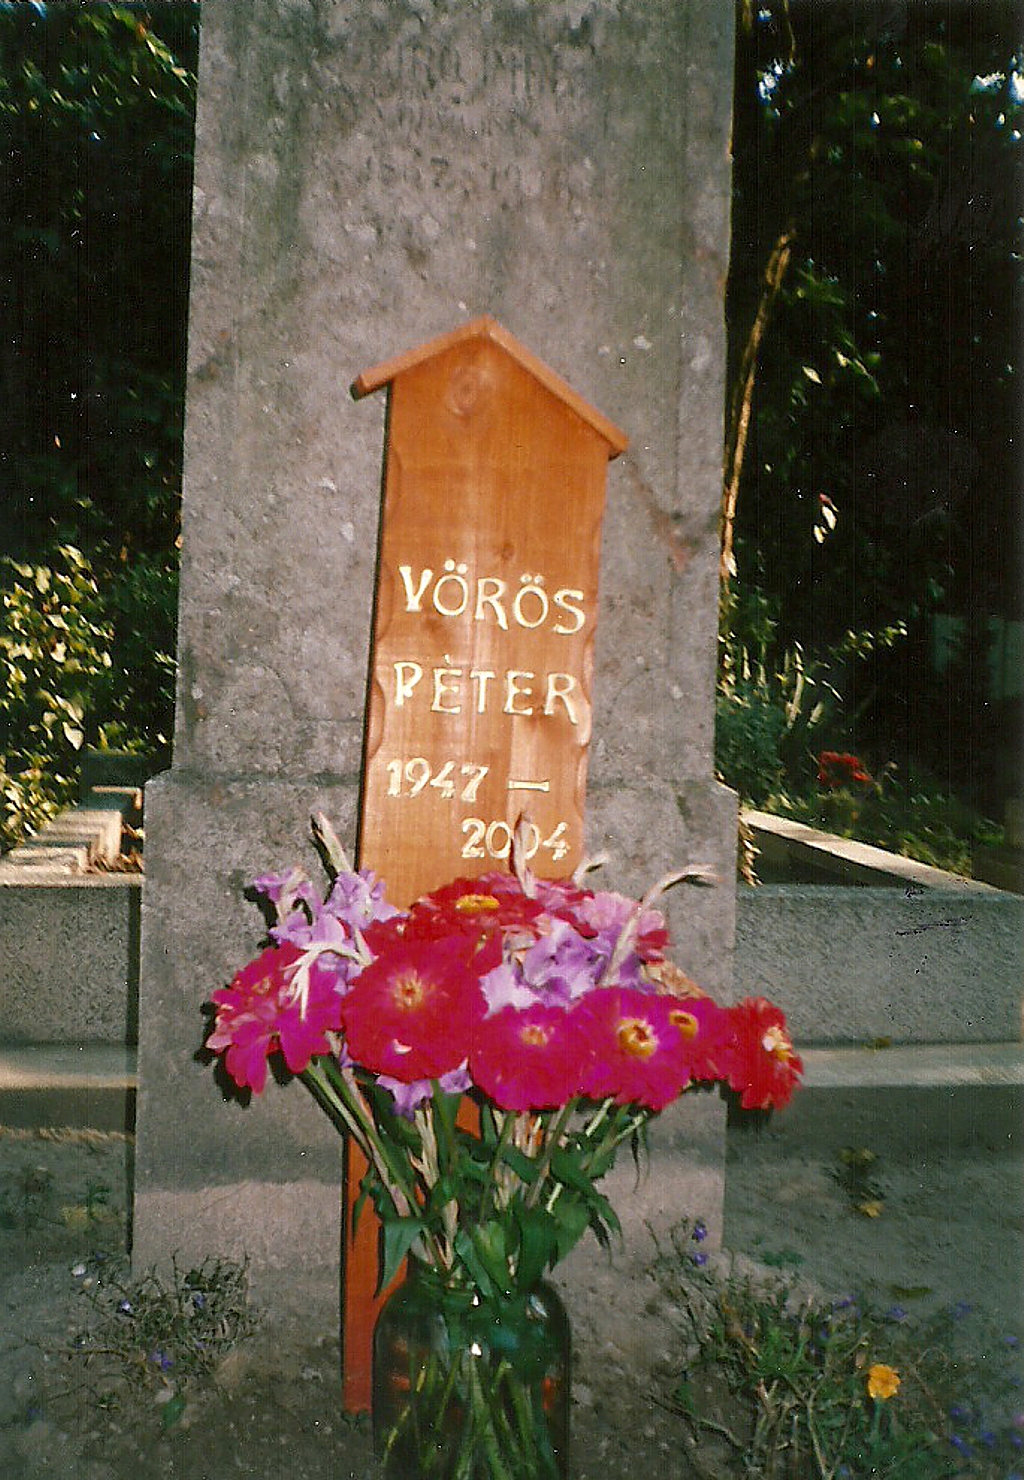 VÖRÖS
PÉTER
1947 –
2004